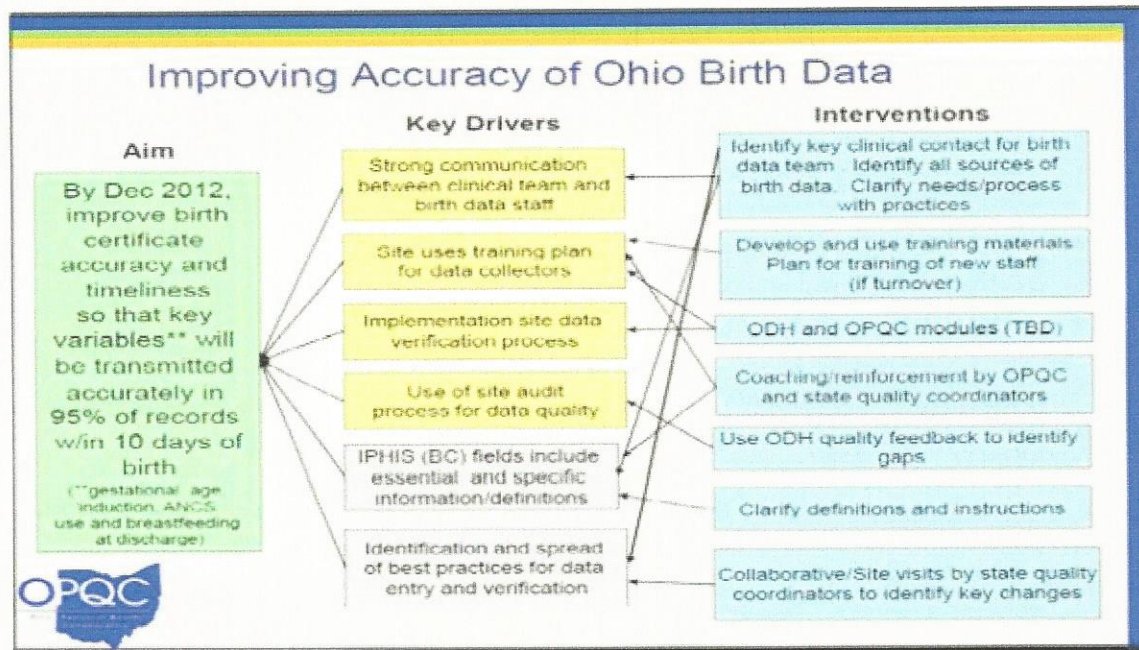 Improving Accuracy of Ohio Birth Data
Aim
By Dec 2012,
improve birth
certificate
accuracy and
timeliness
so that key
variables** will
be transmitted
accurately in
95% of records
w/in 10 days of
birth
(**gestational age
induction, ANCS
use and breastfeeding
at discharge)
Key Drivers
Strong communication
between clinical team and
birth data staff
Site uses training plan
for data collectors
Implementation site data
verification process
Use of site audit
process for data quality
IPHIS (BC) fields include
essential and specific
information/definitions
Identification and spread
of best practices for data
entry and verification
Interventions
Identify key clinical contact for birth
data team. Identify all sources of
birth data. Clarify needs/process
with practices
Develop and use training materials
Plan for training of new staff
(if turnover)
ODH and OPQC modules (TBD)
Coaching/reinforcement by OPQC
and state quality coordinators
Use ODH quality feedback to identify
gaps
Clarify definitions and instructions
Collaborative/Site visits by state quality
coordinators to identify key changes
OPQC